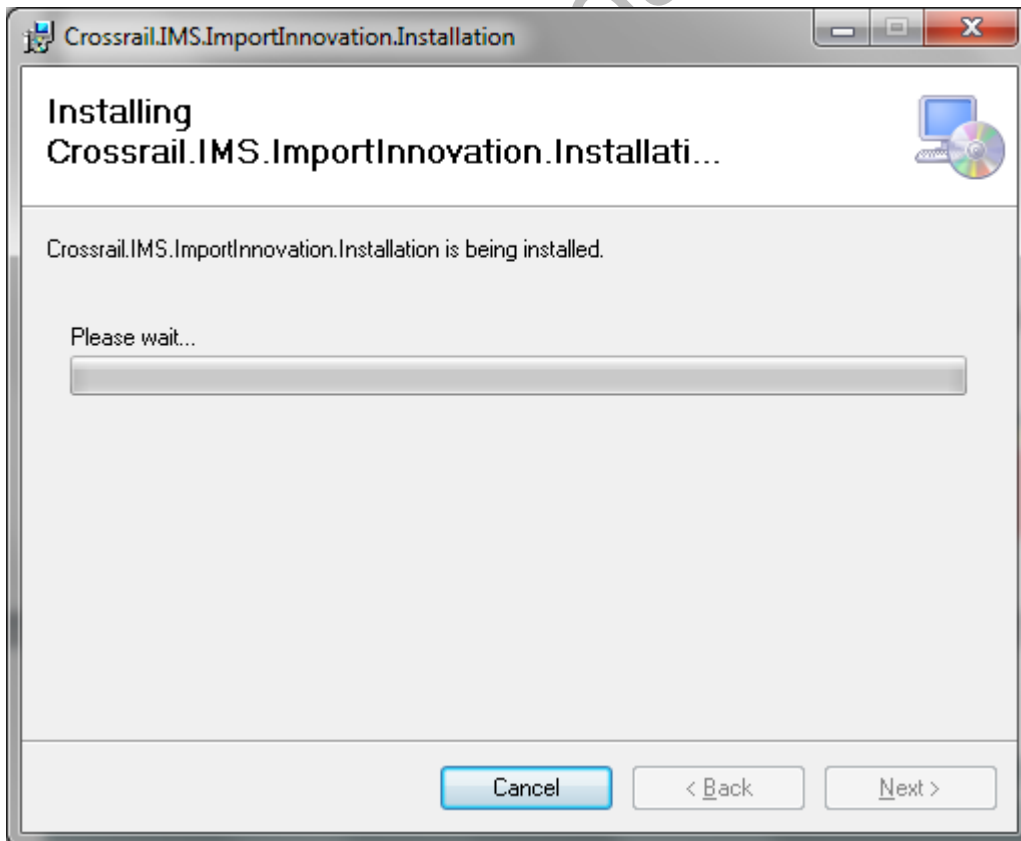 Crossrail.IMS.ImportInnovation.Installation
Installing
Crossrail.IMS.ImportInnovation.Installati...
Crossrail.IMS.ImportInnovation.Installation is being installed.
Please wait...
Cancel
< Back
Next >